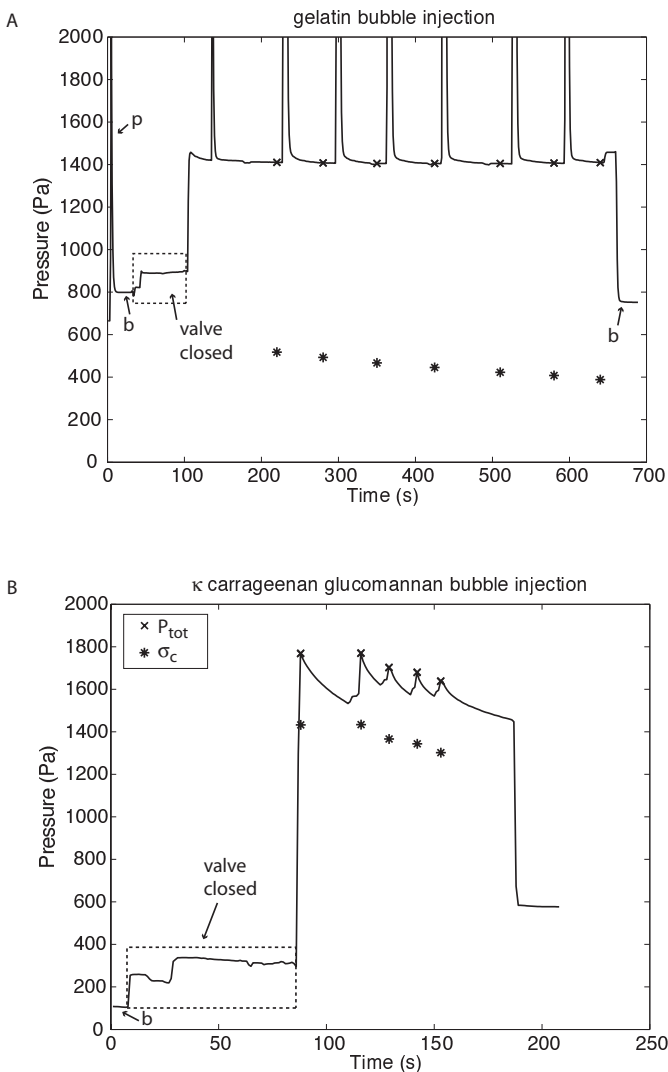 A
gelatin bubble injection
2000
1800
1600
1400
1200
1000
800
600
400
200
0
Pressure (Pa)
p
b
valve
closed
b
0 100 200 300 400 500 600 700
Time (s)
B
κ carrageenan glucomannan bubble injection
2000
1800
1600
1400
1200
1000
800
600
400
200
0
Pressure (Pa)
P_tot
σ_c
valve
closed
b
0 50 100 150 200 250
Time (s)